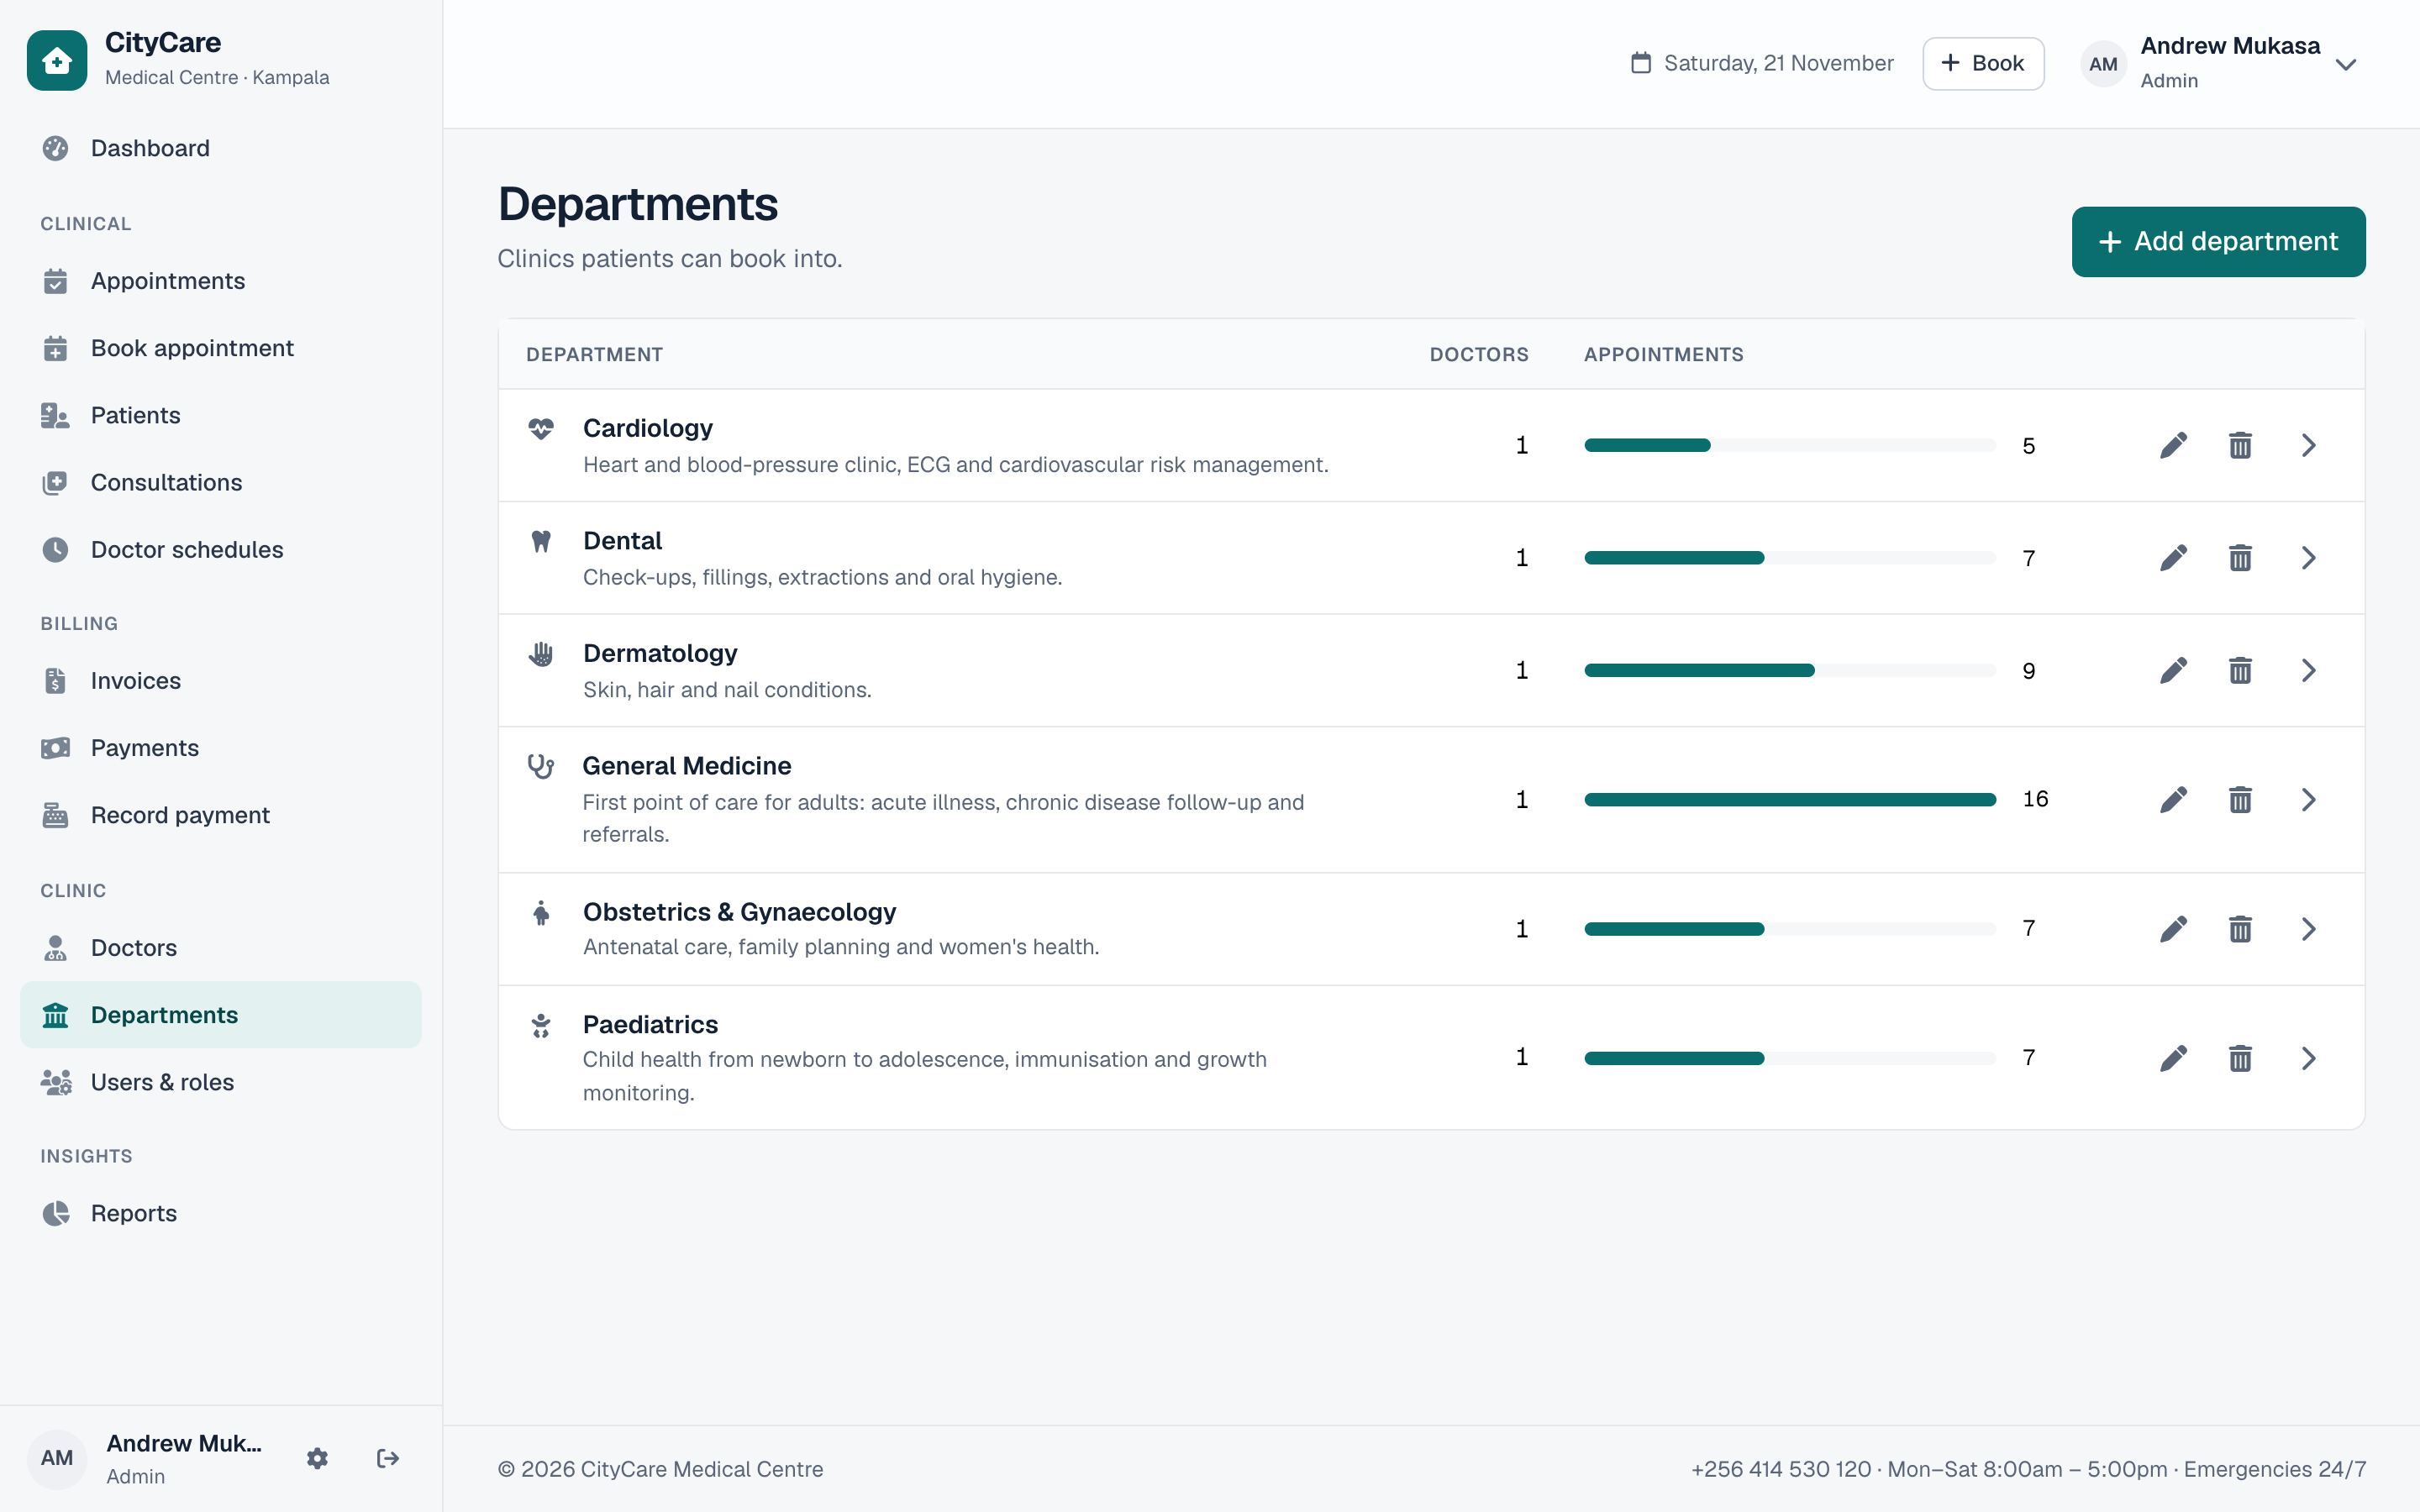 CityCare
Medical Centre · Kampala
Dashboard
CLINICAL
Appointments
Book appointment
Patients
Consultations
Doctor schedules
BILLING
Invoices
Payments
Record payment
CLINIC
Doctors
Departments
Users & roles
INSIGHTS
Reports
AM
Andrew Muk...
Admin
Saturday, 21 November
+ Book
AM
Andrew Mukasa
Admin
Departments
Clinics patients can book into.
+ Add department
DEPARTMENT DOCTORS APPOINTMENTS
Cardiology
Heart and blood-pressure clinic, ECG and cardiovascular risk management.
1 5
Dental
Check-ups, fillings, extractions and oral hygiene.
1 7
Dermatology
Skin, hair and nail conditions.
1 9
General Medicine
First point of care for adults: acute illness, chronic disease follow-up and
referrals.
1 16
Obstetrics & Gynaecology
Antenatal care, family planning and women's health.
1 7
Paediatrics
Child health from newborn to adolescence, immunisation and growth
monitoring.
1 7
© 2026 CityCare Medical Centre
+256 414 530 120 · Mon–Sat 8:00am – 5:00pm · Emergencies 24/7